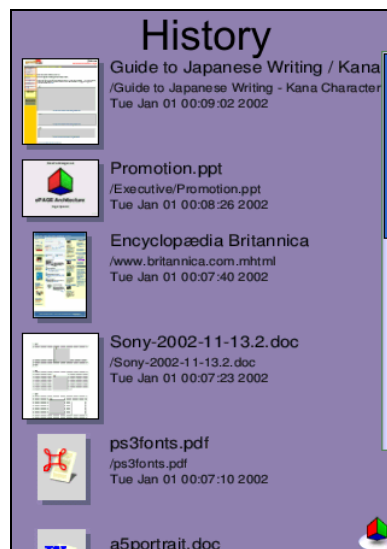 History
Guide to Japanese Writing / Kana
/Guide to Japanese Writing - Kana Character
Tue Jan 01 00:09:02 2002
ePAGE Architecture
Promotion.ppt
/Executive/Promotion.ppt
Tue Jan 01 00:08:26 2002
Encyclopædia Britannica
/www.britannica.com.mhtml
Tue Jan 01 00:07:40 2002
Sony-2002-11-13.2.doc
/Sony-2002-11-13.2.doc
Tue Jan 01 00:07:23 2002
ps3fonts.pdf
/ps3fonts.pdf
Tue Jan 01 00:07:10 2002
a5portrait.doc